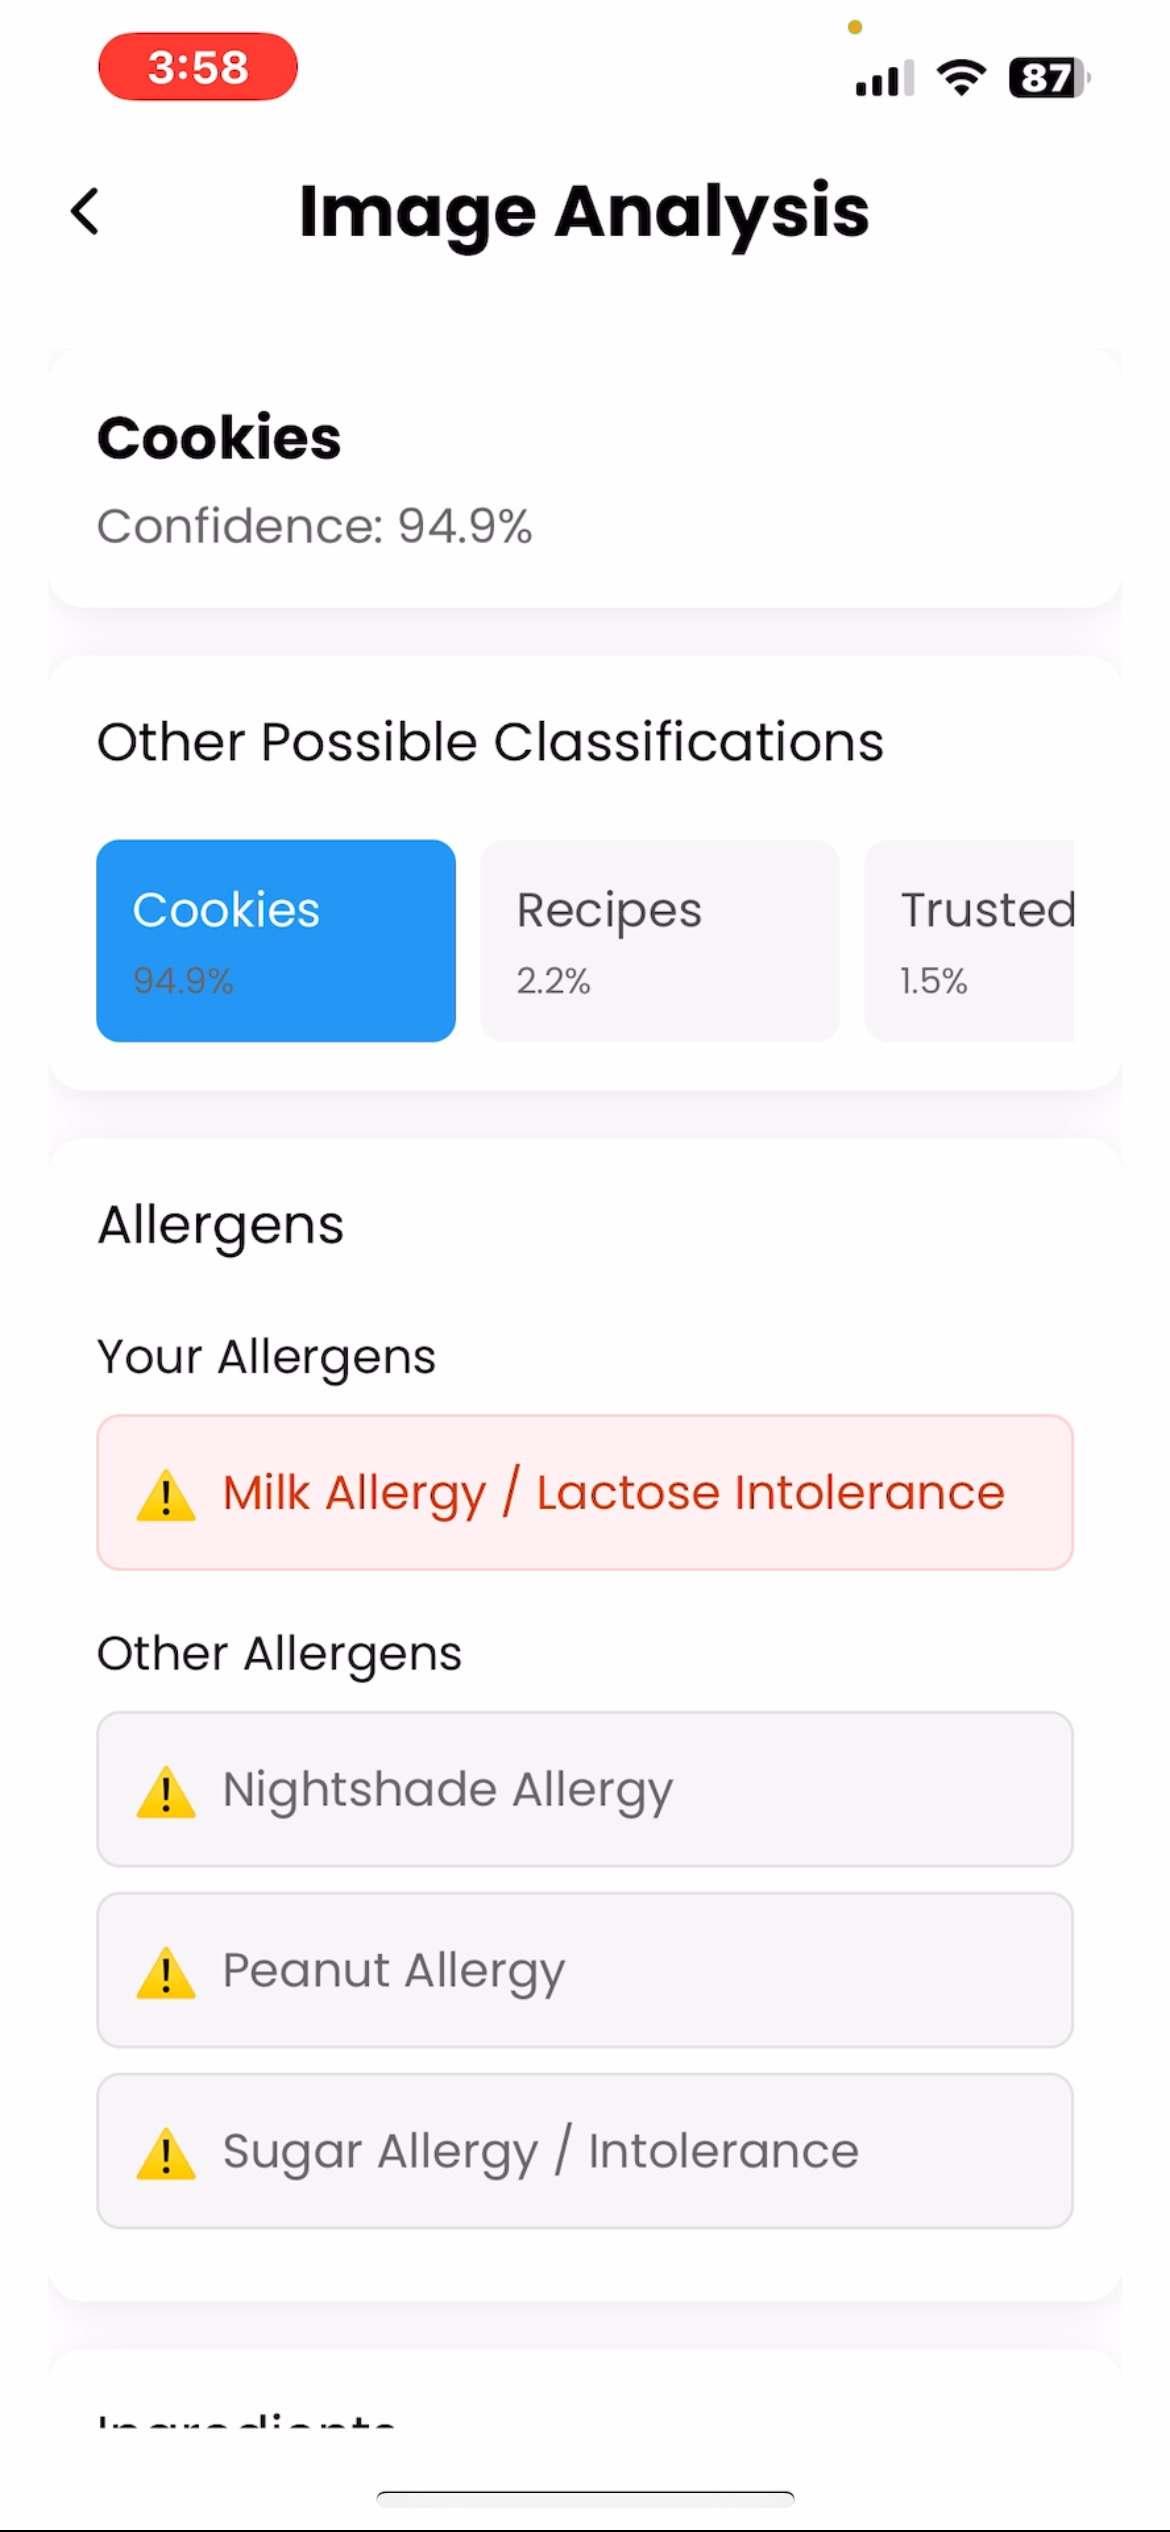 3:58
87
Image Analysis
Cookies
Confidence: 94.9%
Other Possible Classifications
Cookies
94.9%
Recipes
2.2%
Trusted
1.5%
Allergens
Your Allergens
Milk Allergy / Lactose Intolerance
Other Allergens
Nightshade Allergy
Peanut Allergy
Sugar Allergy / Intolerance
Ingredients